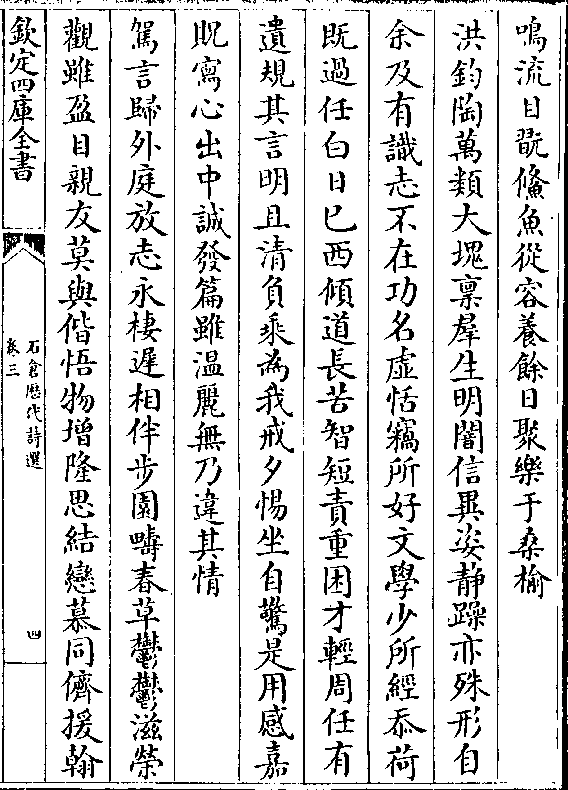 鳴流目翫鯈魚從容養餘日聚樂于桑榆
洪鈞陶萬類大塊禀羣生明闇信異姿静躁亦殊形自
余及有識志不在功名虚恬竊所好文學少所經忝荷
既過任白日已西傾道長苦智短責重困才輕周任有
遺規其言明且清負乘為我戒夕惕坐自驚是用感嘉
貺寫心出中誠發篇雖温麗無乃違其情
駕言歸外庭放志永棲遲相伴步園疇春草鬱鬱滋榮
觀雖盈目親友莫與偕悟物增隆思結戀慕同儕援翰
欽定四庫全書
石倉歴代詩選
卷三
四